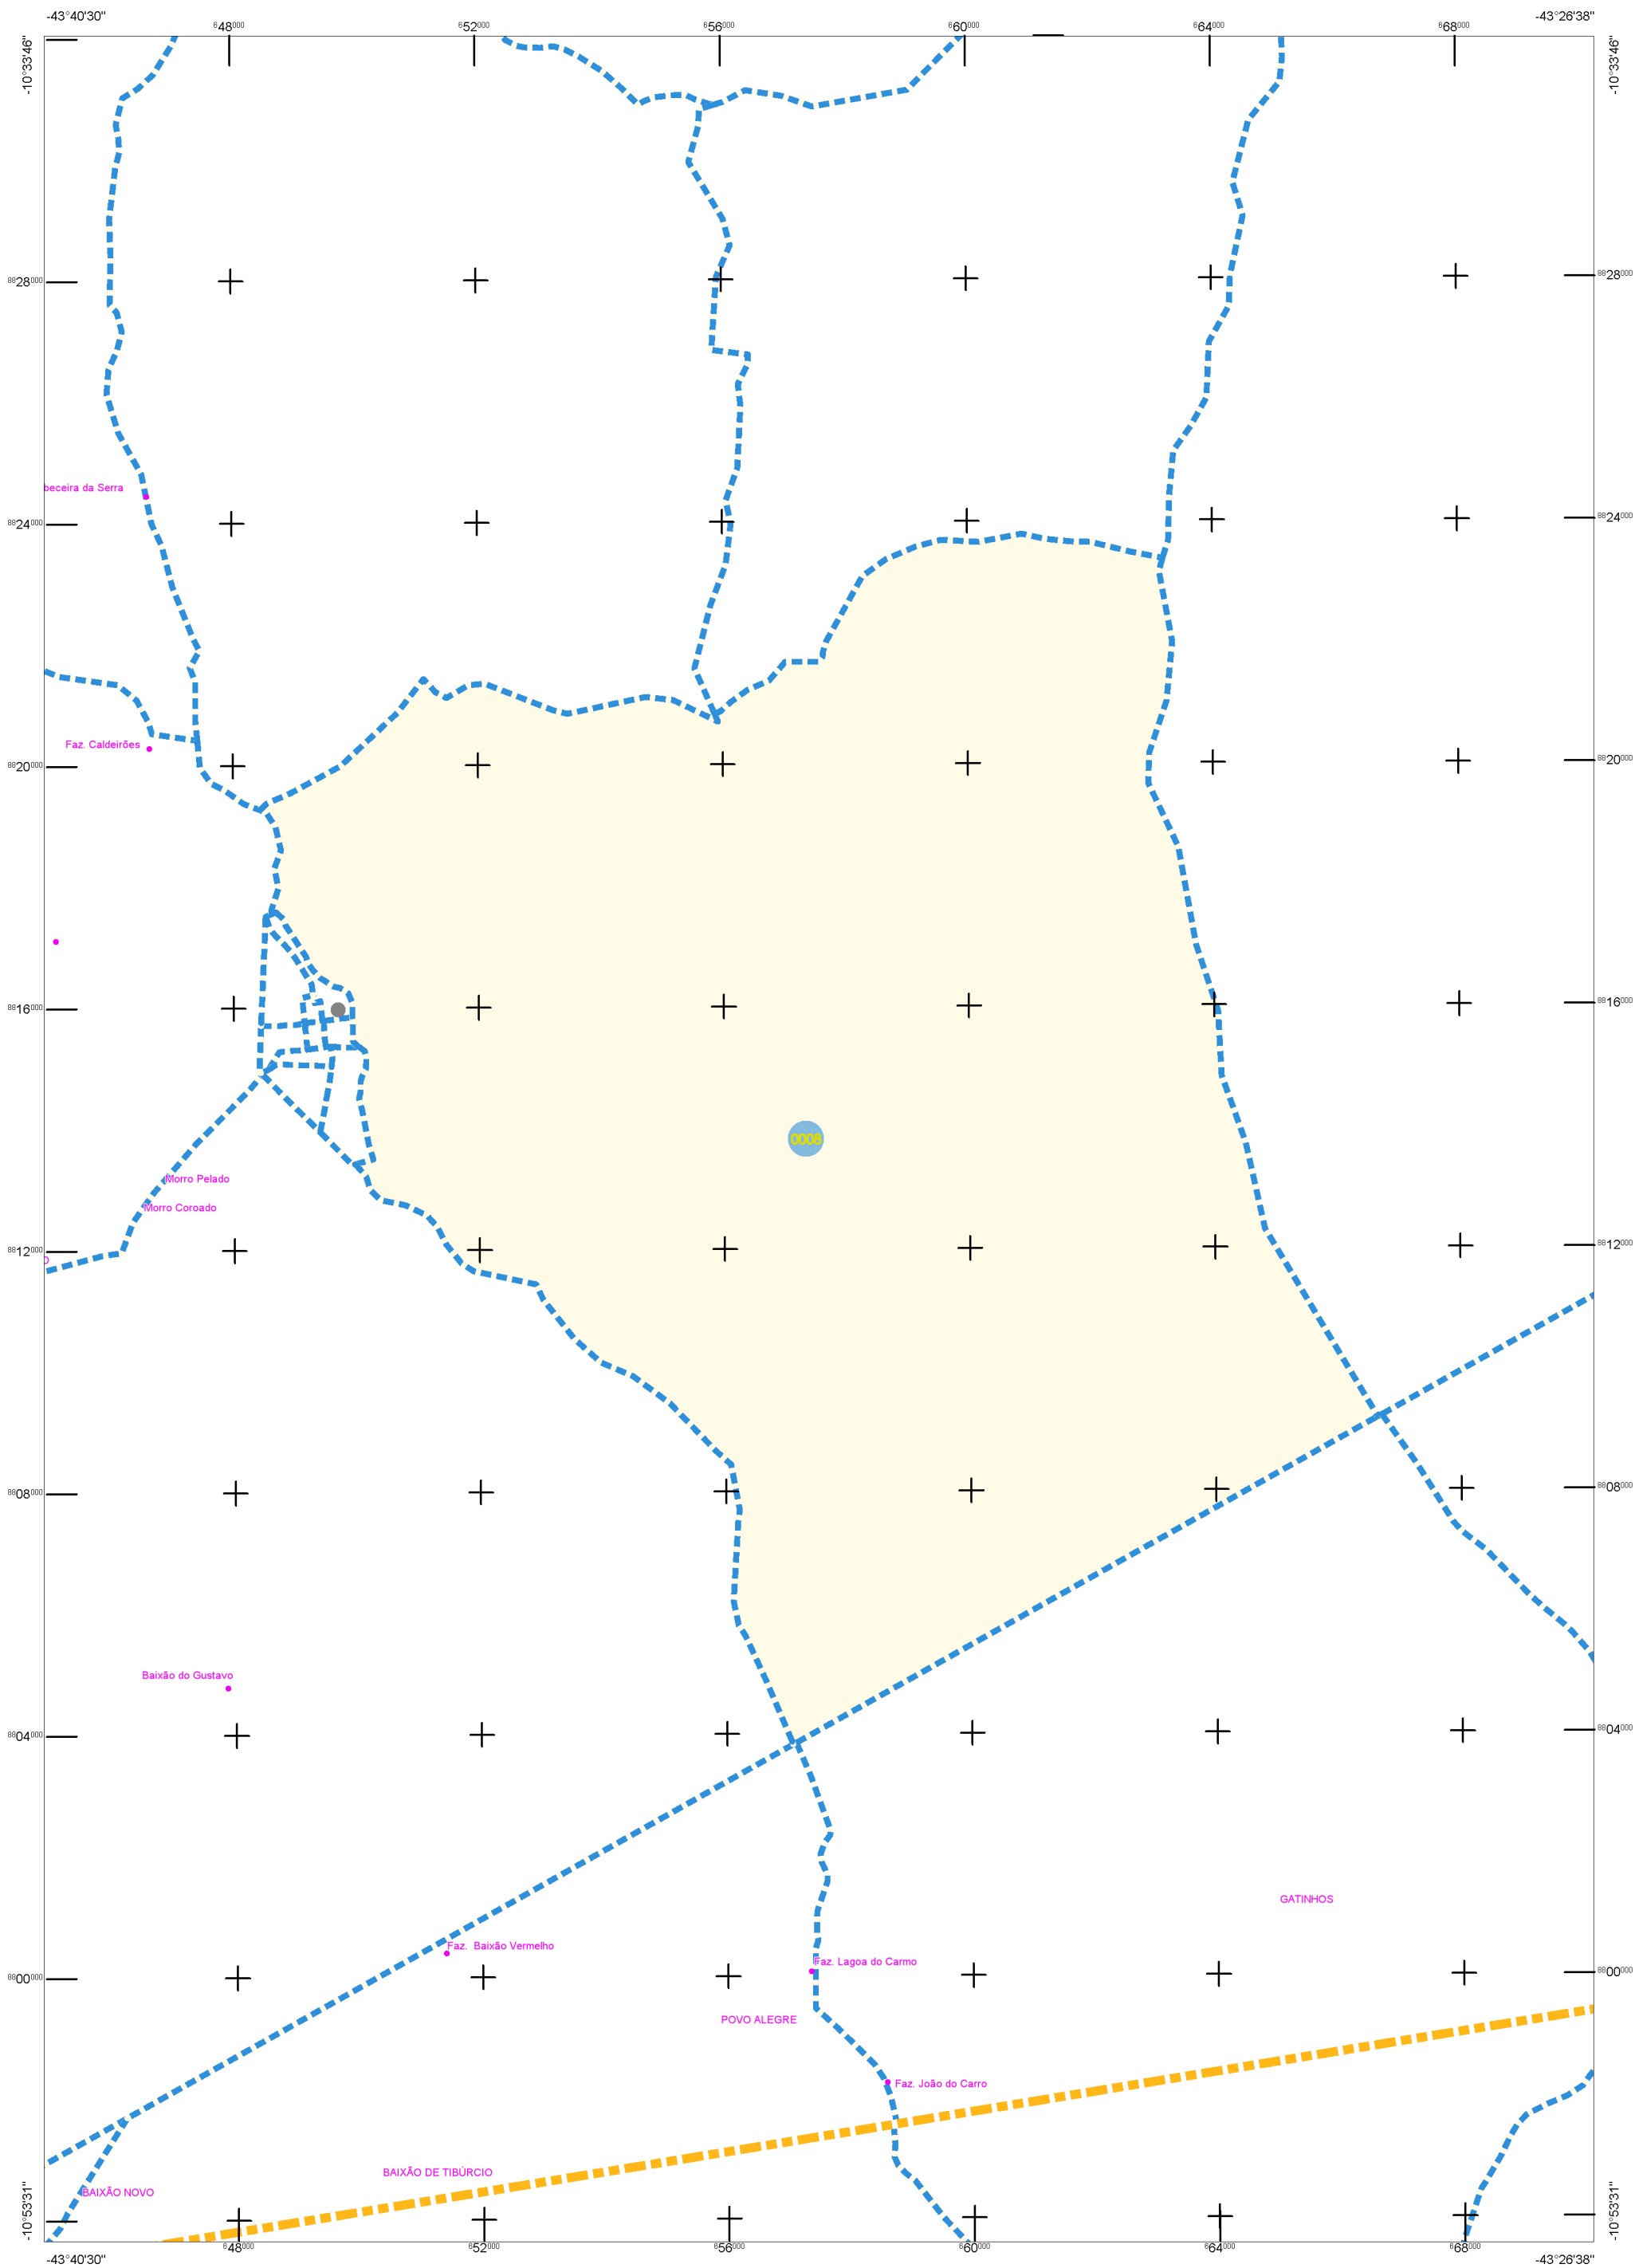 -43°40'30" -43°26'38"
648000 652000 656000 660000 664000 668000
-10°33'46" -10°33'46"
8828000 8828000
beceira da Serra
8824000 8824000
Faz. Caldeirões
8820000 8820000
8816000 8816000
0008
Morro Pelado
Morro Coroado
8812000 8812000
8808000 8808000
Baixão do Gustavo
8804000 8804000
GATINHOS
Faz. Baixão Vermelho
Faz. Lagoa do Carmo
8800000 8800000
POVO ALEGRE
Faz. João do Carro
BAIXÃO DE TIBÚRCIO
BAIXÃO NOVO
-10°53'31" -10°53'31"
648000 652000 656000 660000 664000 668000
-43°40'30" -43°26'38"